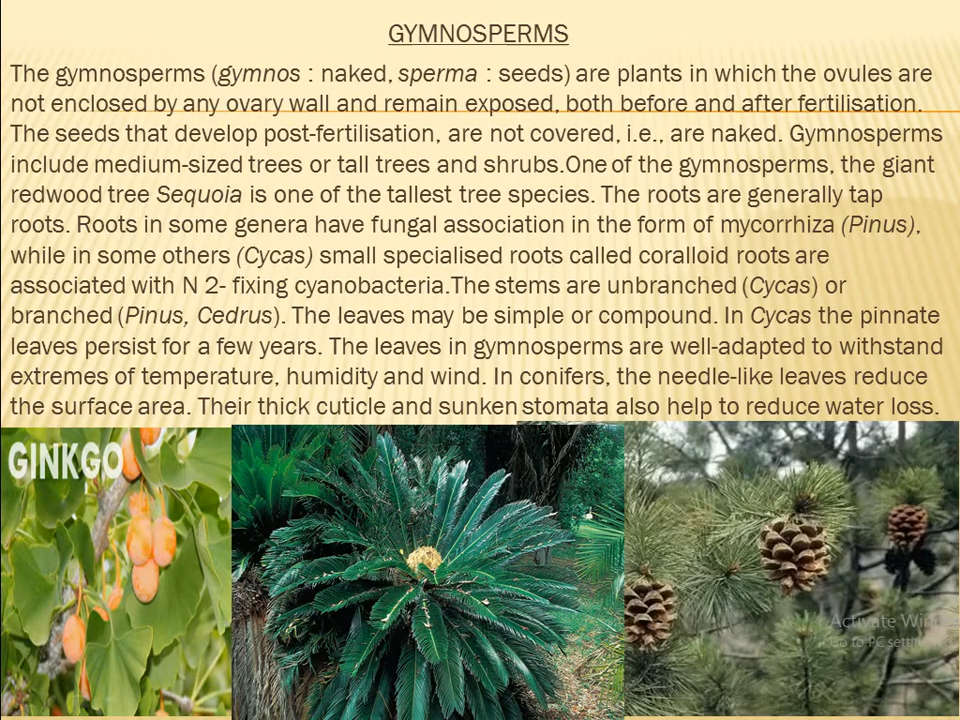 GYMNOSPERMS
The gymnosperms (gymnos : naked, sperma : seeds) are plants in which the ovules are
not enclosed by any ovary wall and remain exposed, both before and after fertilisation.
The seeds that develop post-fertilisation, are not covered, i.e., are naked. Gymnosperms
include medium-sized trees or tall trees and shrubs.One of the gymnosperms, the giant
redwood tree Sequoia is one of the tallest tree species. The roots are generally tap
roots. Roots in some genera have fungal association in the form of mycorrhiza (Pinus),
while in some others (Cycas) small specialised roots called coralloid roots are
associated with N 2- fixing cyanobacteria.The stems are unbranched (Cycas) or
branched (Pinus, Cedrus). The leaves may be simple or compound. In Cycas the pinnate
leaves persist for a few years. The leaves in gymnosperms are well-adapted to withstand
extremes of temperature, humidity and wind. In conifers, the needle-like leaves reduce
the surface area. Their thick cuticle and sunken stomata also help to reduce water loss.
GINKGO
Activate Win
Go to PC settin